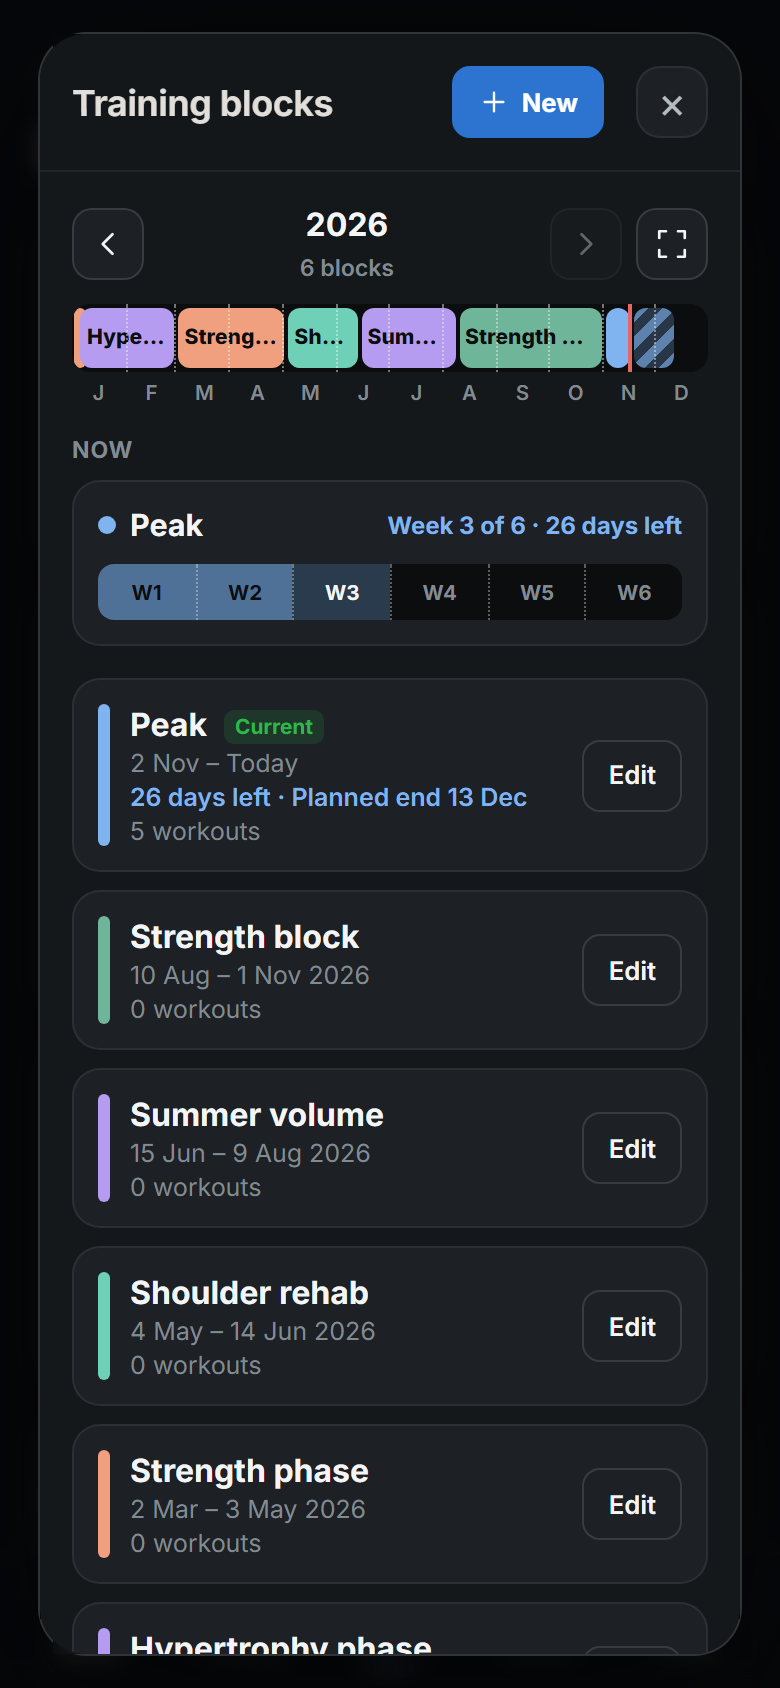 Training blocks
New
2026
6 blocks
Hype...
Streng...
Sh...
Sum...
Strength ...
J F M A M J J A S O N D
NOW
Peak
Week 3 of 6 · 26 days left
W1 W2 W3 W4 W5 W6
Peak Current
2 Nov – Today
26 days left · Planned end 13 Dec
5 workouts
Edit
Strength block
10 Aug – 1 Nov 2026
0 workouts
Edit
Summer volume
15 Jun – 9 Aug 2026
0 workouts
Edit
Shoulder rehab
4 May – 14 Jun 2026
0 workouts
Edit
Strength phase
2 Mar – 3 May 2026
0 workouts
Edit
Hypertrophy phase